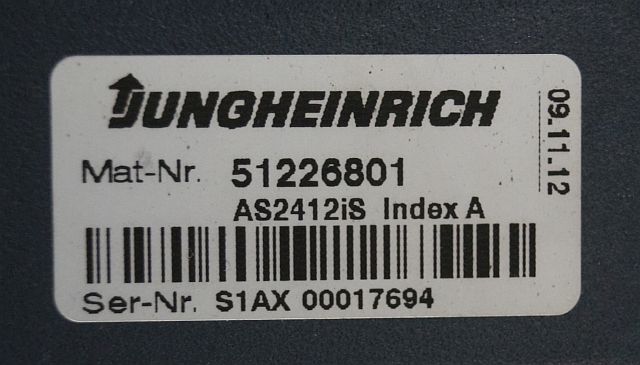 JUNGHEINRICH
Mat-Nr. 51226801
AS2412iS Index A
Ser-Nr. S1AX 00017694
09.11.12